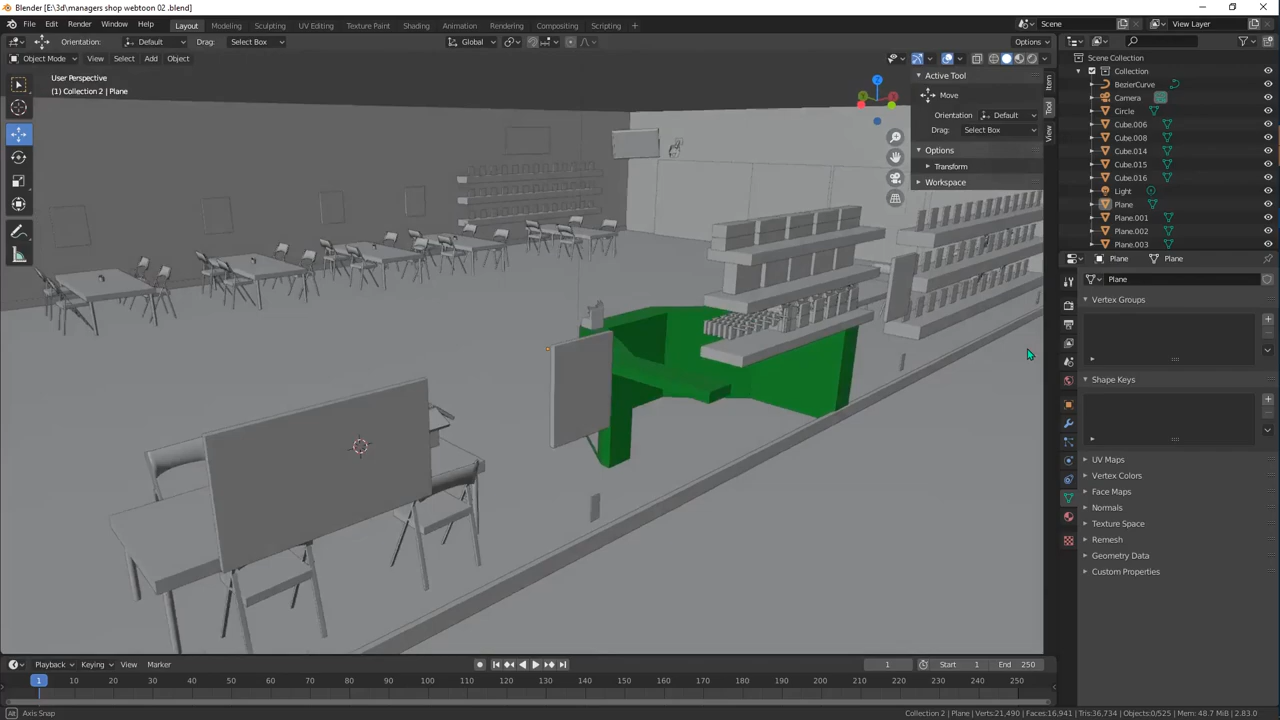 Blender [E:\3d\managers shop webtoon 02 .blend]
File Edit Render Window Help Layout Modeling Sculpting UV Editing Texture Paint Shading Animation Rendering Compositing Scripting + Scene View Layer
Orientation: Default Drag: Select Box Global Options
Object Mode View Select Add Object
User Perspective
(1) Collection 2 | Plane
Z
Active Tool
Move
Orientation Default
Drag: Select Box
Options
Transform
Workspace
Item
Tool
View
Scene Collection
Collection
BezierCurve
Camera
Circle
Cube.006
Cube.008
Cube.014
Cube.015
Cube.016
Light
Plane
Plane.001
Plane.002
Plane.003
Plane Plane
Plane
Vertex Groups
Shape Keys
UV Maps
Vertex Colors
Face Maps
Normals
Texture Space
Remesh
Geometry Data
Custom Properties
Playback Keying View Marker 1 Start 1 End 250
1 10 20 30 40 50 60 70 80 90 100 110 120 130 140 150 160 170 180 190 200 210 220 230 240 250
Alt Axis Snap Collection 2 | Plane | Verts:21,490 | Faces:16,941 | Tris:36,734 | Objects:0/525 | Mem: 48.7 MiB | 2.83.0